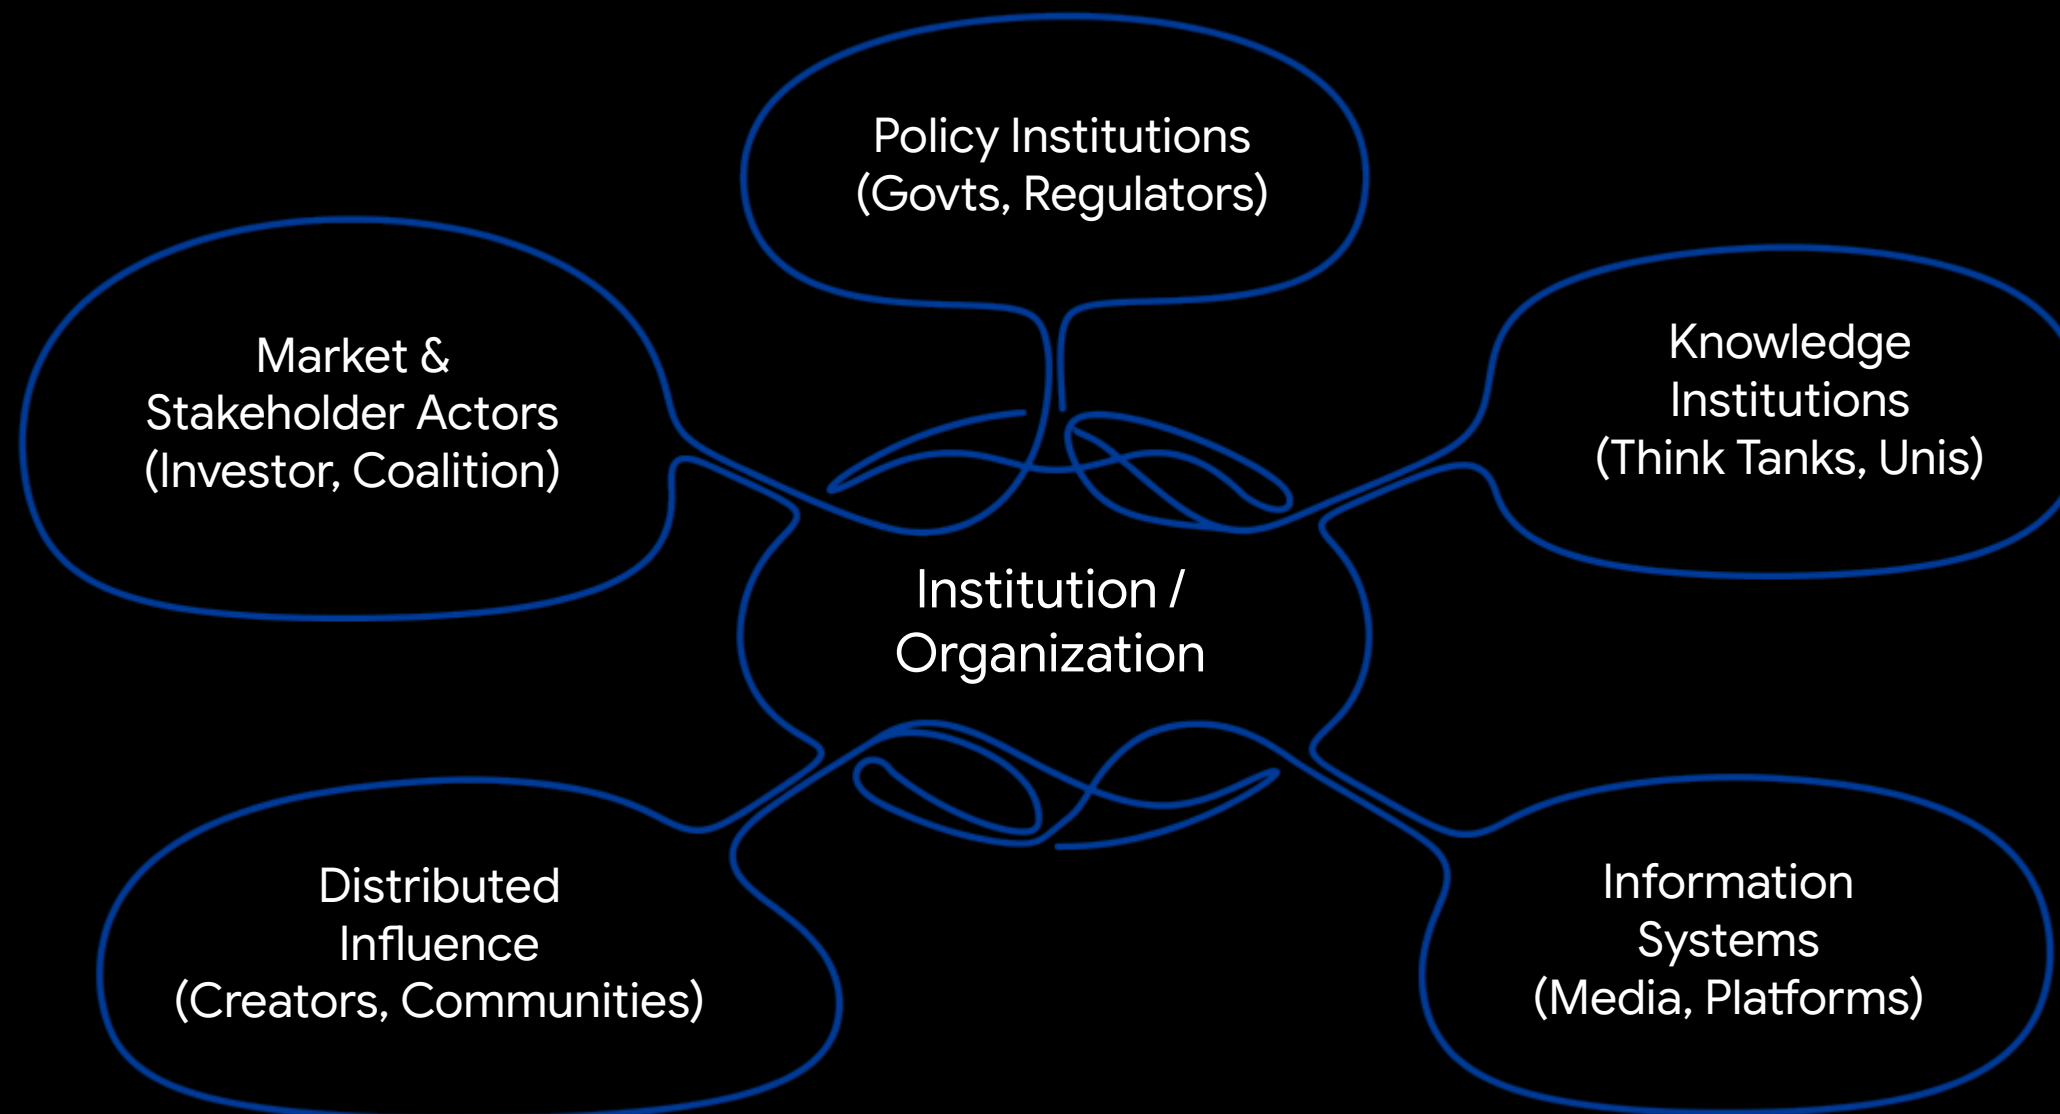 Policy Institutions
(Govts, Regulators)
Market &
Stakeholder Actors
(Investor, Coalition)
Knowledge
Institutions
(Think Tanks, Unis)
Institution /
Organization
Distributed
Influence
(Creators, Communities)
Information
Systems
(Media, Platforms)